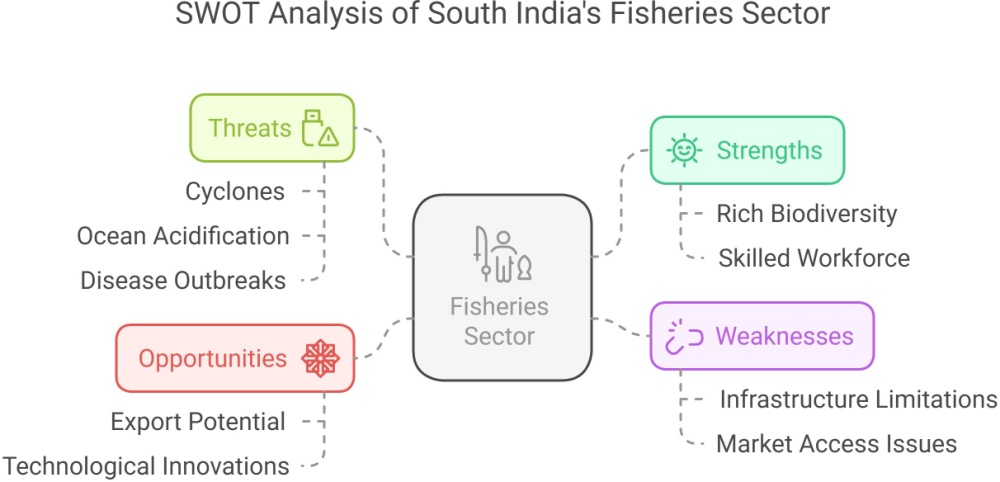 SWOT Analysis of South India's Fisheries Sector
Threats
Cyclones
Ocean Acidification
Disease Outbreaks
Opportunities
Export Potential
Technological Innovations
Fisheries
Sector
Strengths
Rich Biodiversity
Skilled Workforce
Weaknesses
Infrastructure Limitations
Market Access Issues